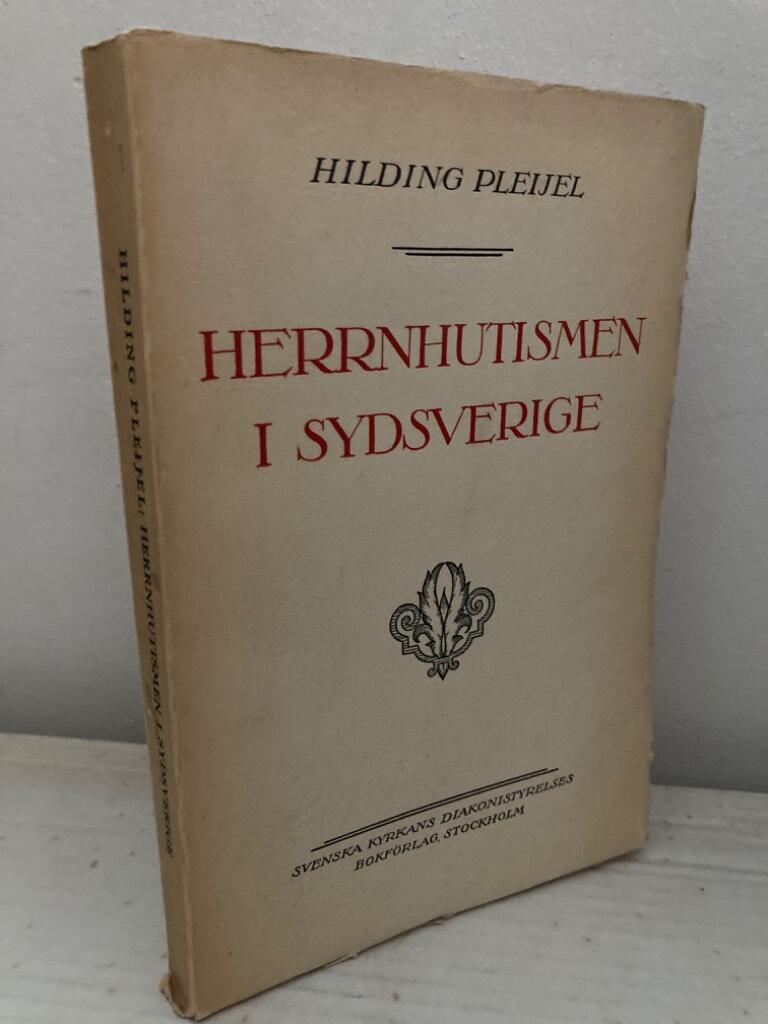 HILDING PLEIJEL
HERRNHUTISMEN
I SYDSVERIGE
SVENSKA KYRKANS DIAKONISTYRELSES
BOKFÖRLAG, STOCKHOLM
HILDING PLEIJEL: HERRNHUTISMEN I SYDSVERIGE